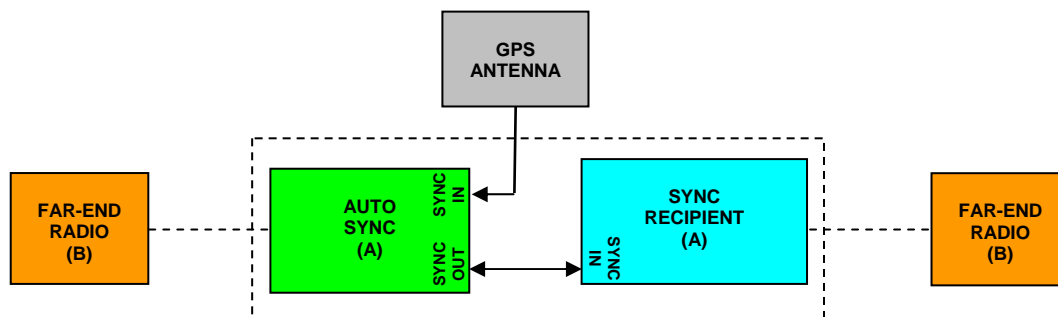 GPS
ANTENNA
FAR-END
RADIO
(B)
AUTO
SYNC
(A)
SYNC
IN
SYNC
OUT
SYNC
RECIPIENT
(A)
SYNC
IN
FAR-END
RADIO
(B)